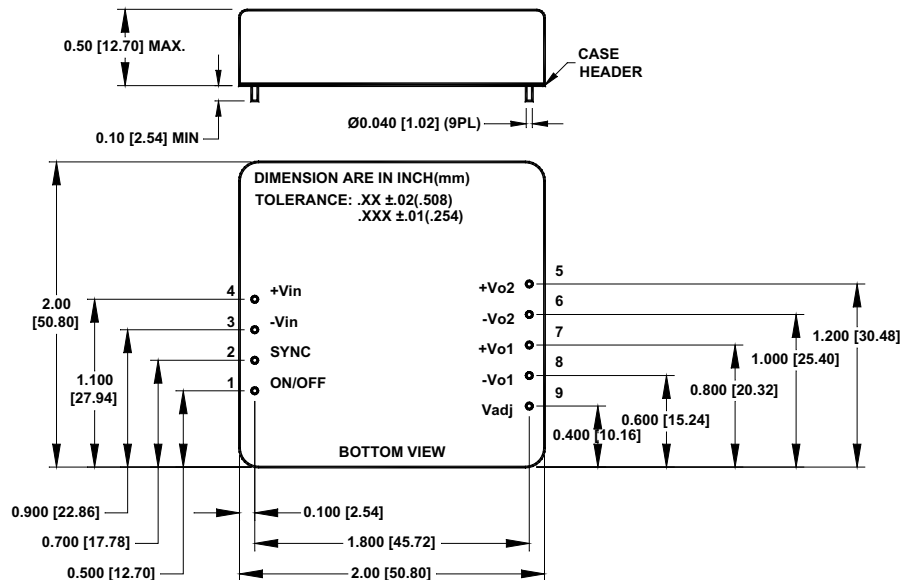 0.50 [12.70] MAX.
CASE
HEADER
0.10 [2.54] MIN
Ø0.040 [1.02] (9PL)
DIMENSION ARE IN INCH(mm)
TOLERANCE: .XX ±.02(.508)
.XXX ±.01(.254)
2.00
[50.80]
1.100
[27.94]
4 +Vin
3 -Vin
2 SYNC
1 ON/OFF
+Vo2 5
-Vo2 6
+Vo1 7
-Vo1 8
Vadj 9
1.200 [30.48]
1.000 [25.40]
0.800 [20.32]
0.600 [15.24]
0.400 [10.16]
BOTTOM VIEW
0.900 [22.86]
0.700 [17.78]
0.500 [12.70]
0.100 [2.54]
1.800 [45.72]
2.00 [50.80]